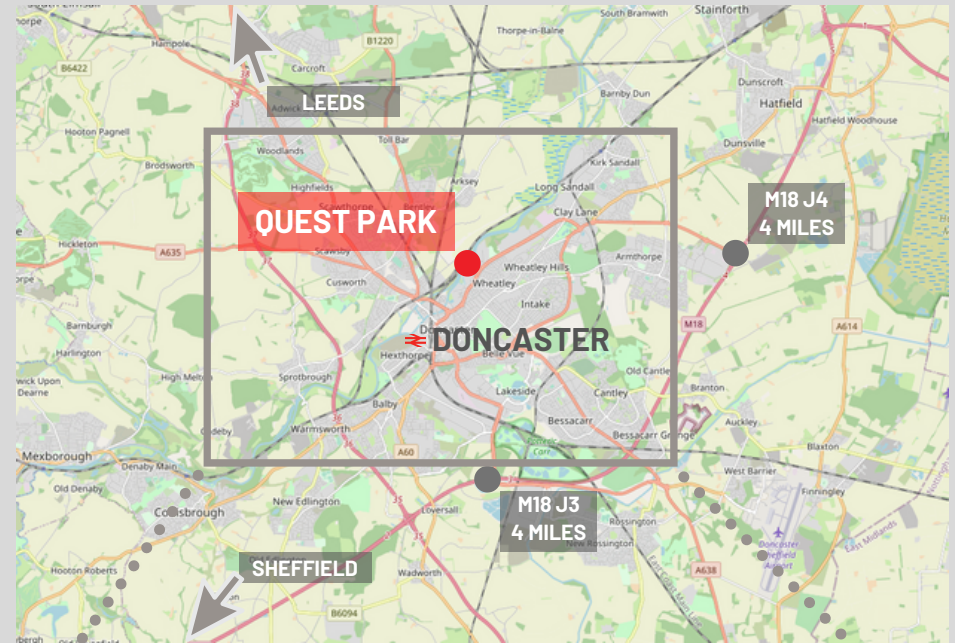 South Bramwith
Stainforth
Thorpe-in-Balne
B1220
Hampole
B6422
Carcroft
Dunscroft
Barnby Dun
LEEDS
Hatfield
Hatfield Woodhouse
Hooton Pagnell
Toll Bar
Dunsville
Woodlands
Brodsworth
Kirk Sandall
Arksey
Highfields
Long Sandall
M18 J4
4 MILES
Scawthorpe
Bentley
Clay Lane
QUEST PARK
Hickleton
A635
Scawsby
Armthorpe
Wheatley Hills
Cusworth
Wheatley
Intake
Barnburgh
M18
A614
DONCASTER
Harlington
Hexthorpe
Belle Vue
High Melton
Sprotbrough
Old Cantley
Lakeside
Cantley
Branton
Balby
Bessacarr
Auckley
Warmsworth
Bessacarr Grange
A60
Blaxton
Mexborough
Denaby Main
West Barrier
Old Denaby
Finningley
New Edlington
M18 J3
4 MILES
Loversall
Conisbrough
Rossington
New Rossington
East Midlands
Doncaster
Sheffield
Airport
SHEFFIELD
Hooton Roberts
Wadworth
A638
B6094